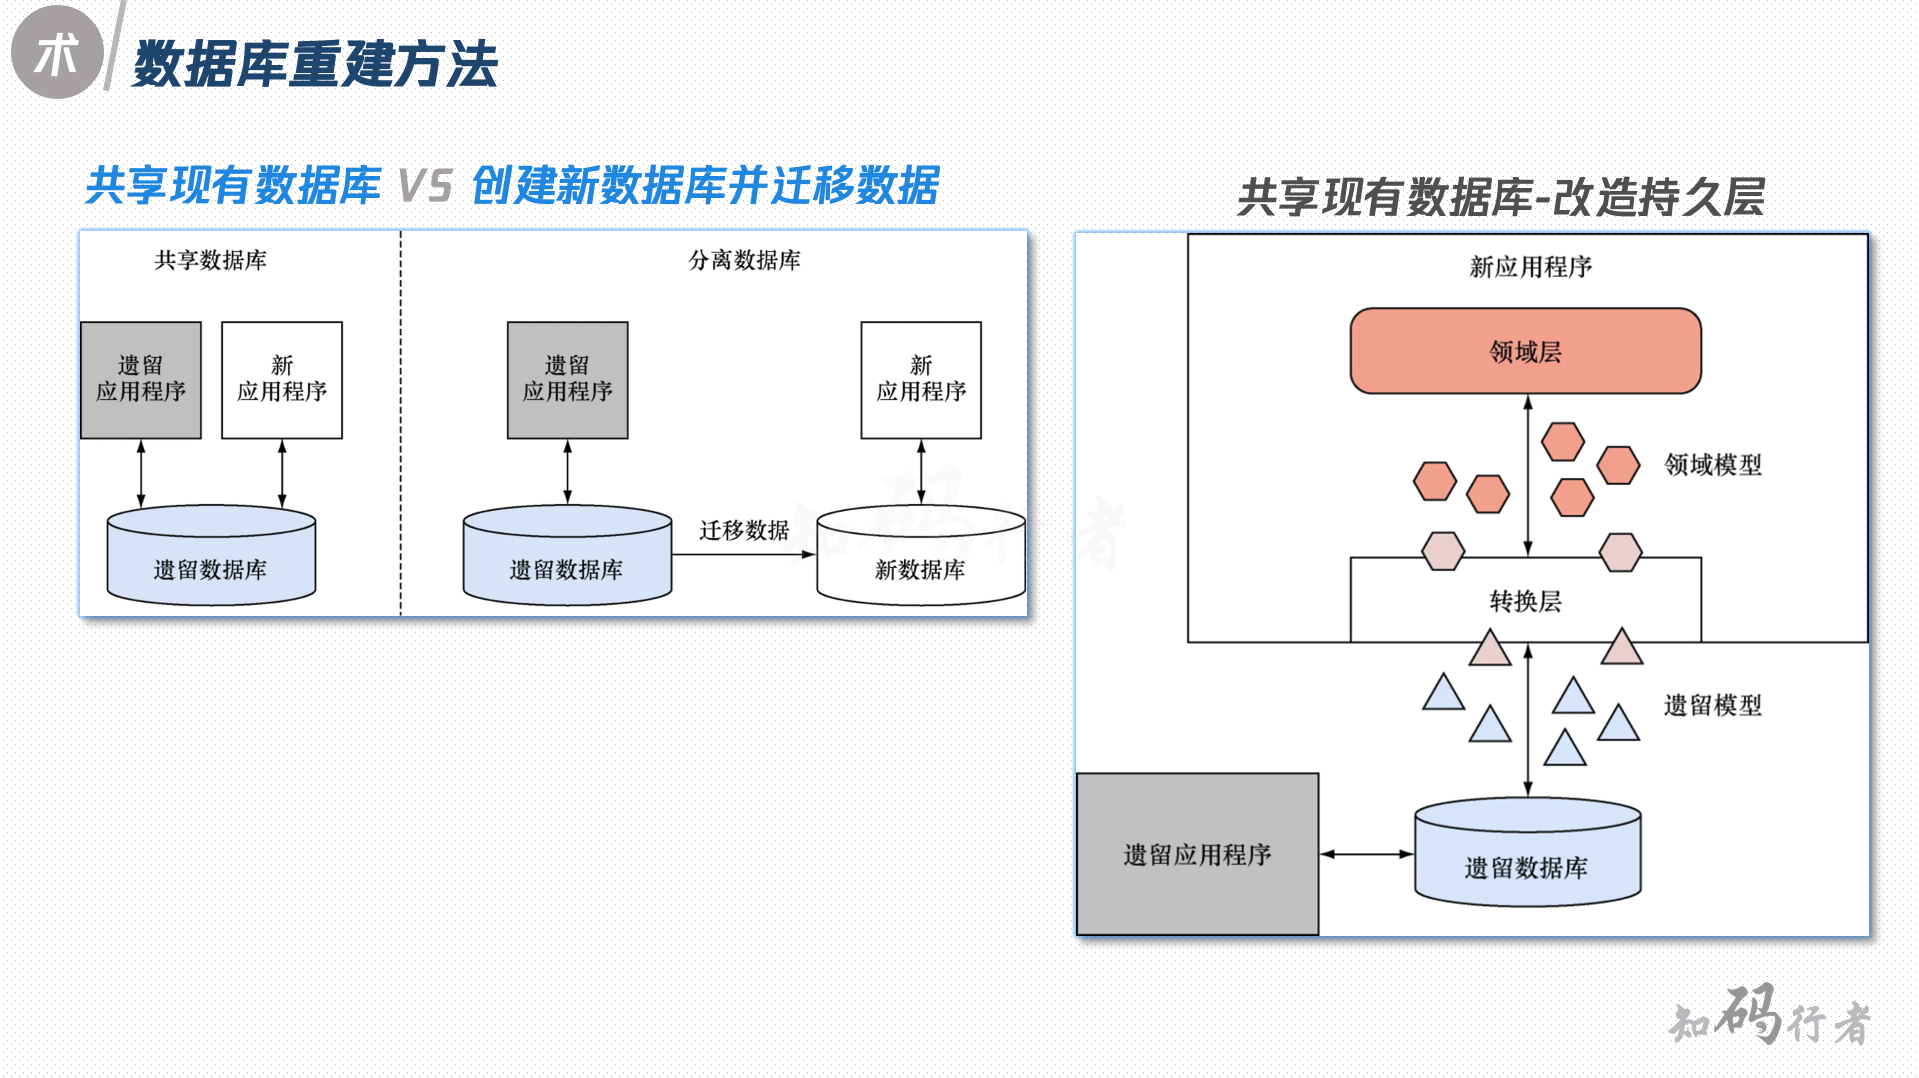 术
数据库重建方法
共享现有数据库 VS 创建新数据库并迁移数据
共享数据库
分离数据库
遗留
应用程序
新
应用程序
遗留
应用程序
新
应用程序
遗留数据库
遗留数据库
迁移数据
新数据库
共享现有数据库-改造持久层
新应用程序
领域层
领域模型
转换层
遗留模型
遗留应用程序
遗留数据库
知码行者
知码行者